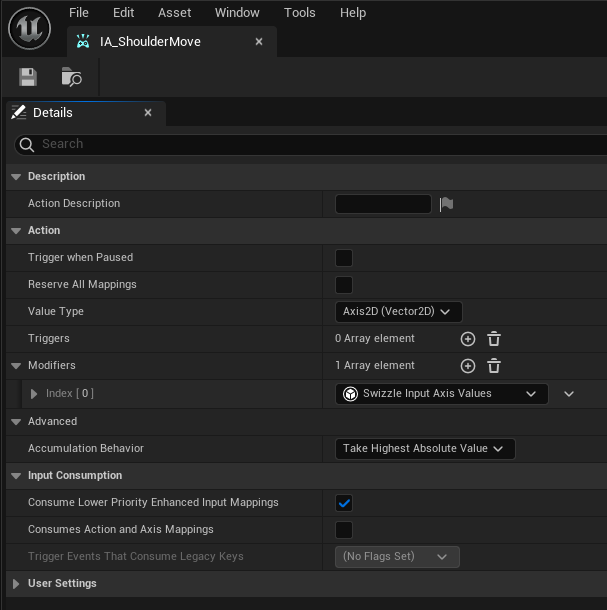 File Edit Asset Window Tools Help
IA_ShoulderMove
Details
Search
Description
Action Description
Action
Trigger when Paused
Reserve All Mappings
Value Type Axis2D (Vector2D)
Triggers 0 Array element
Modifiers 1 Array element
Index [ 0 ] Swizzle Input Axis Values
Advanced
Accumulation Behavior Take Highest Absolute Value
Input Consumption
Consume Lower Priority Enhanced Input Mappings
Consumes Action and Axis Mappings
Trigger Events That Consume Legacy Keys (No Flags Set)
User Settings